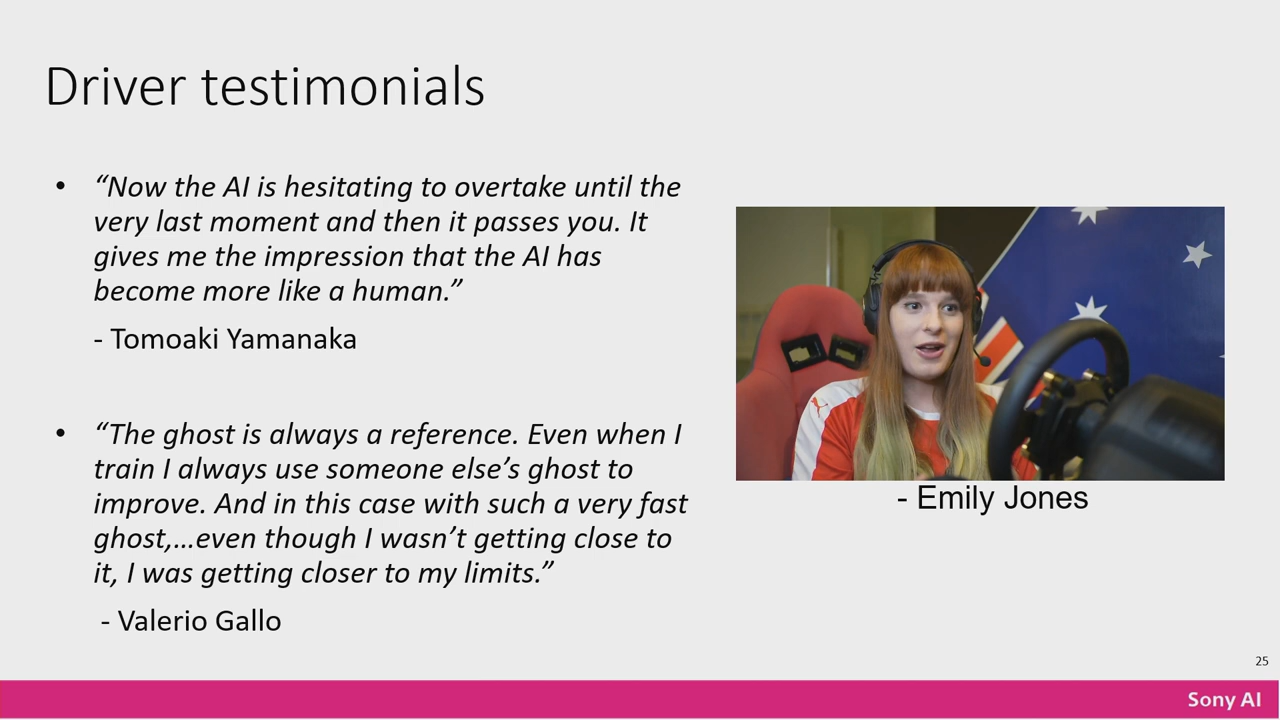 Driver testimonials
• “Now the AI is hesitating to overtake until the
very last moment and then it passes you. It
gives me the impression that the AI has
become more like a human.”
- Tomoaki Yamanaka
• “The ghost is always a reference. Even when I
train I always use someone else’s ghost to
improve. And in this case with such a very fast
ghost,…even though I wasn’t getting close to
it, I was getting closer to my limits.”
- Valerio Gallo
- Emily Jones
25
Sony AI